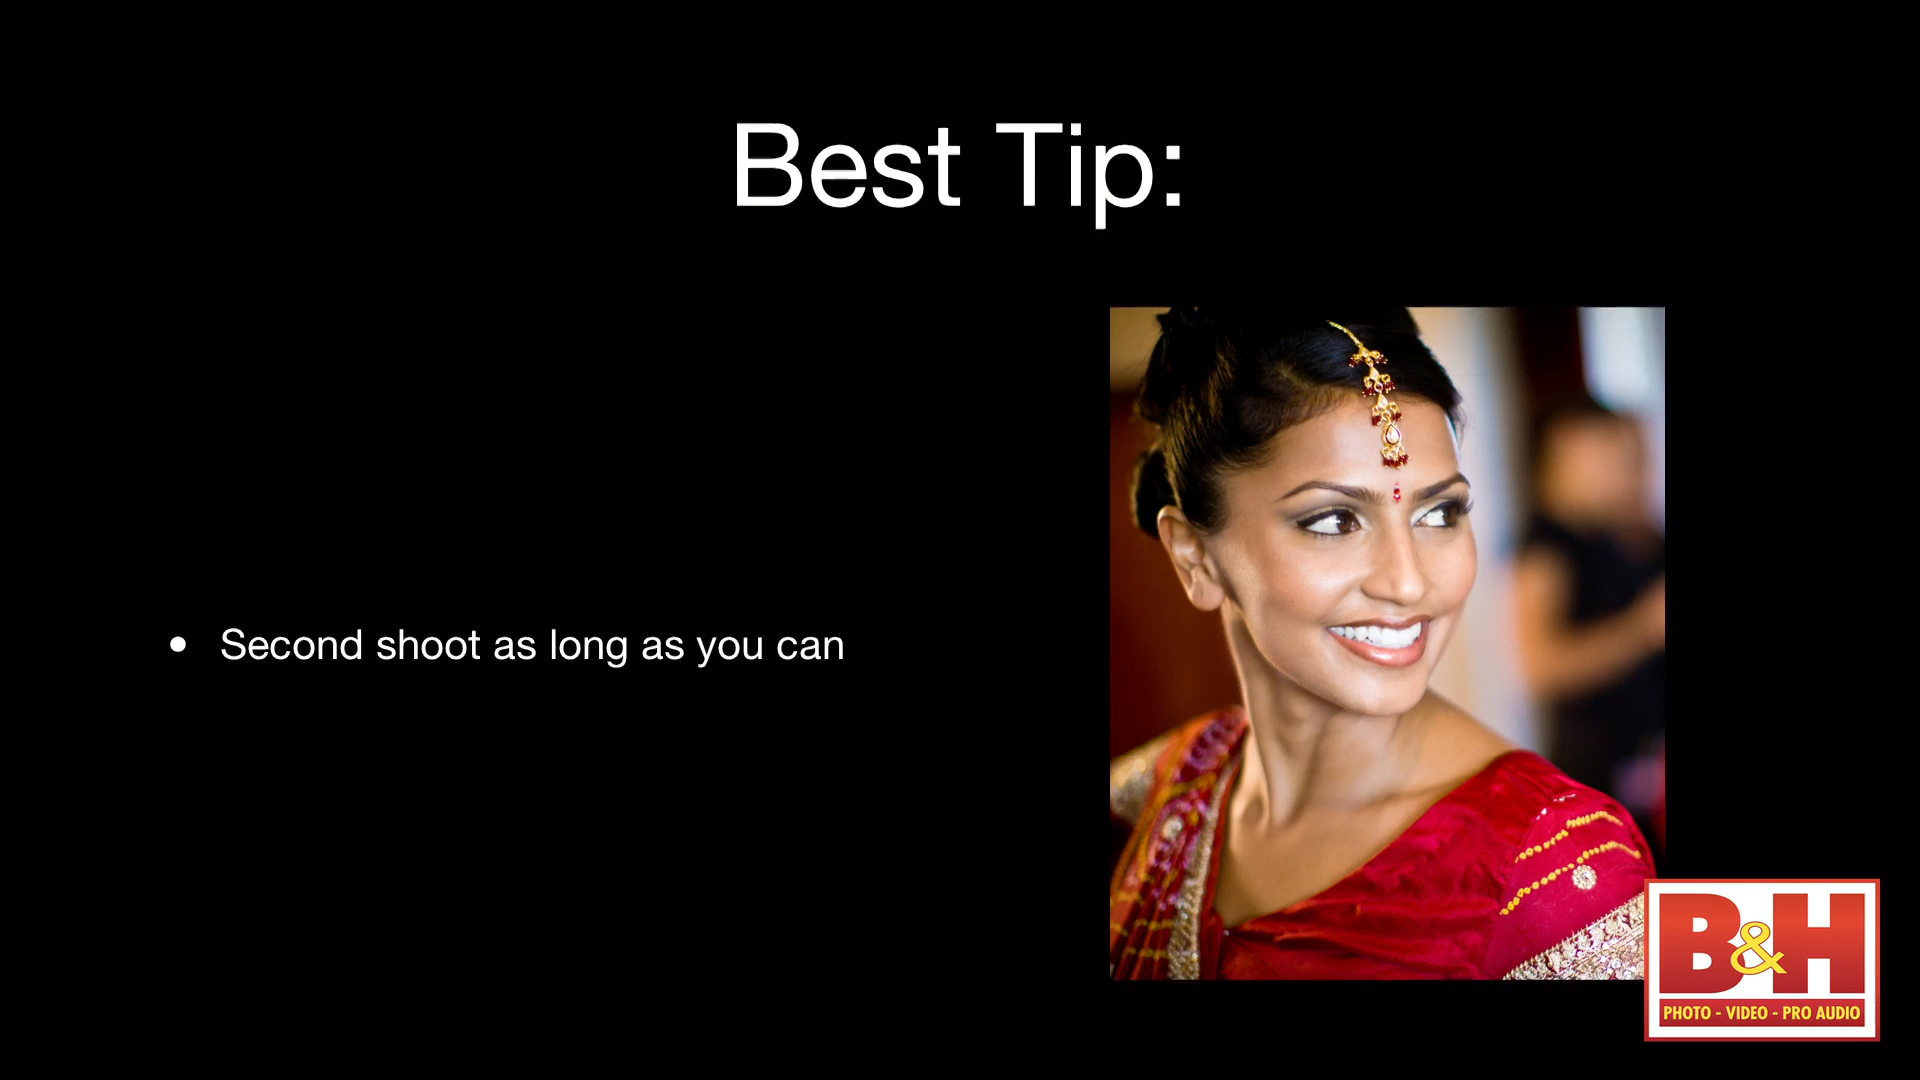 Best Tip:
• Second shoot as long as you can
B&H
PHOTO - VIDEO - PRO AUDIO